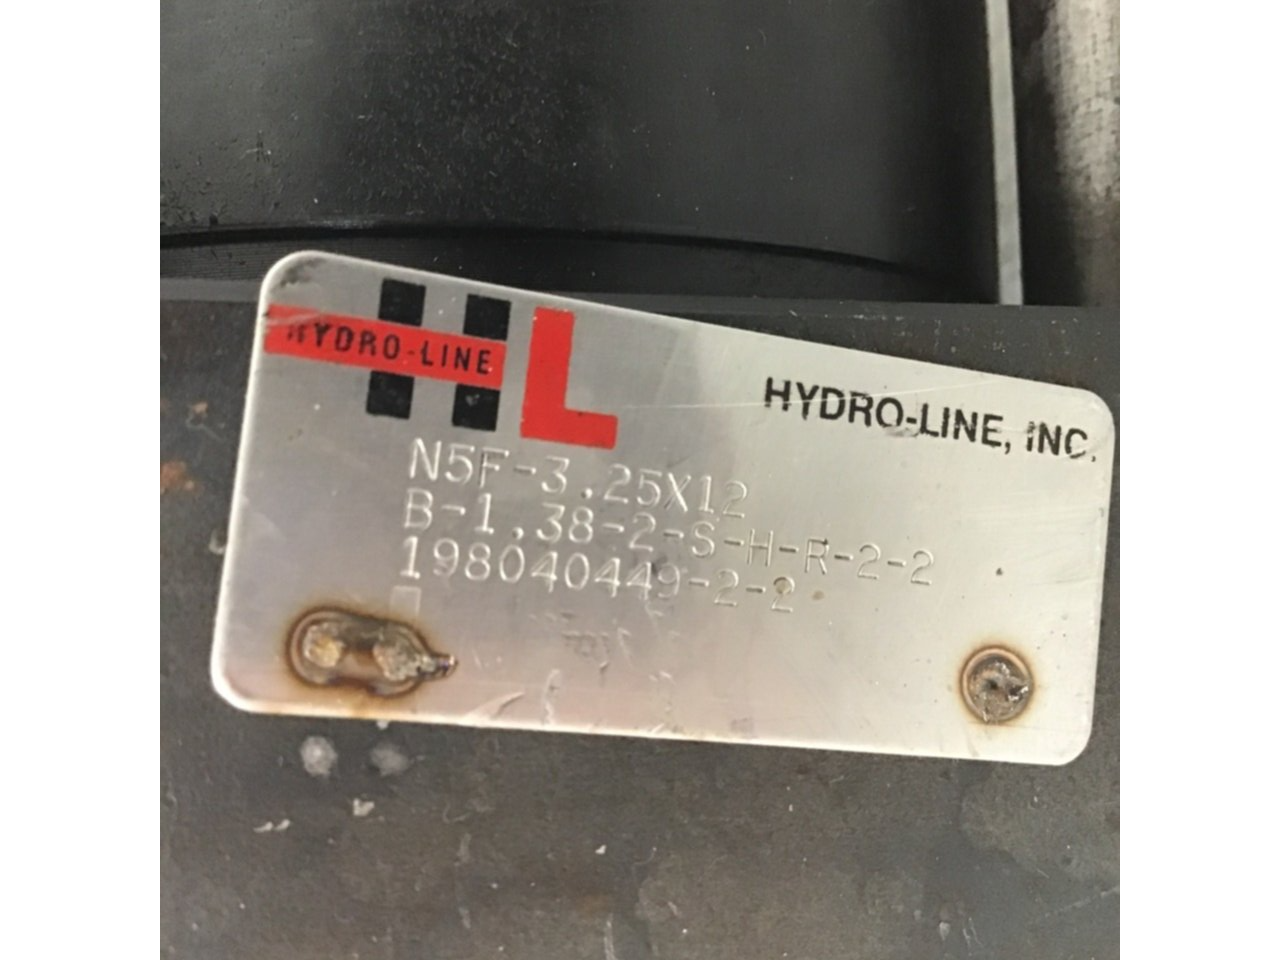 HYDRO-LINE
HL
HYDRO-LINE, INC.
N5F-3.25X12
B-1.38-2-S-H-R-2-2
198040449-2-2